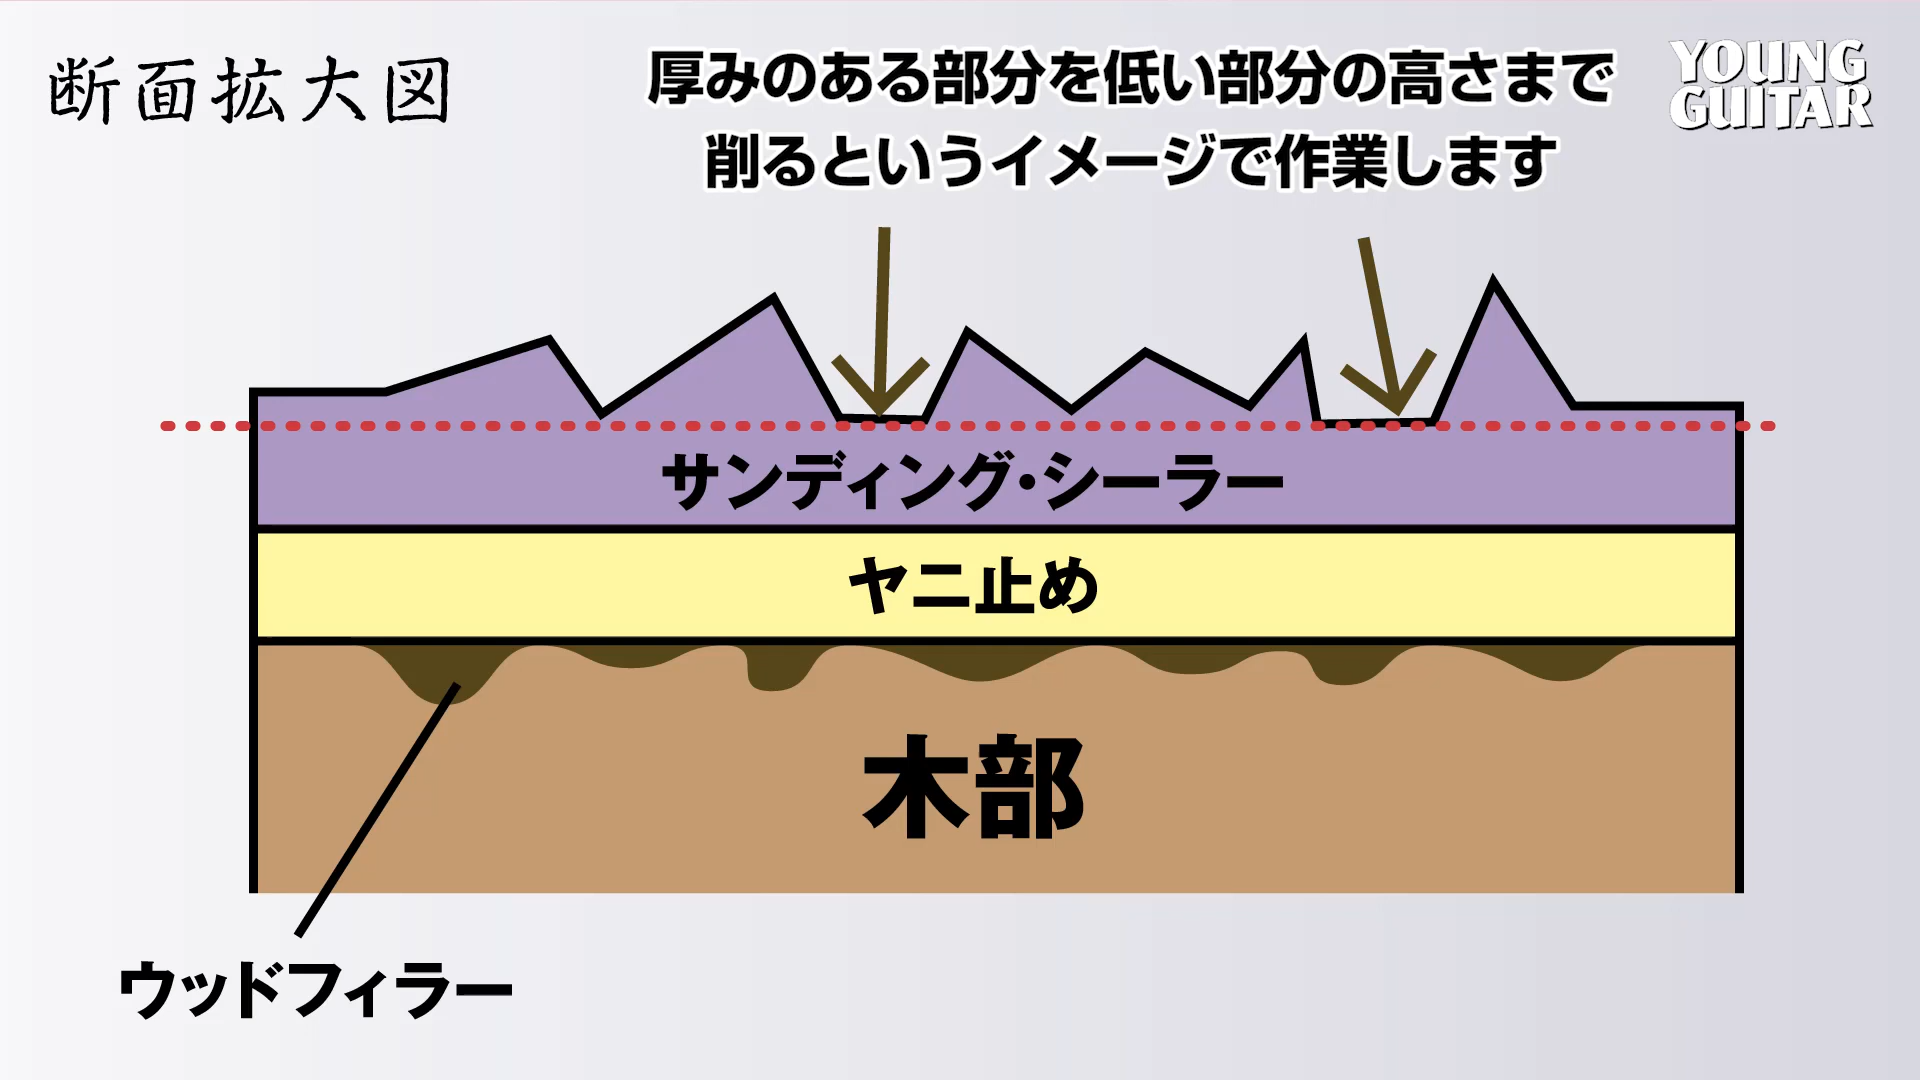 断面拡大図
厚みのある部分を低い部分の高さまで
削るというイメージで作業します
YOUNG
GUITAR
サンディング・シーラー
ヤニ止め
木部
ウッドフィラー